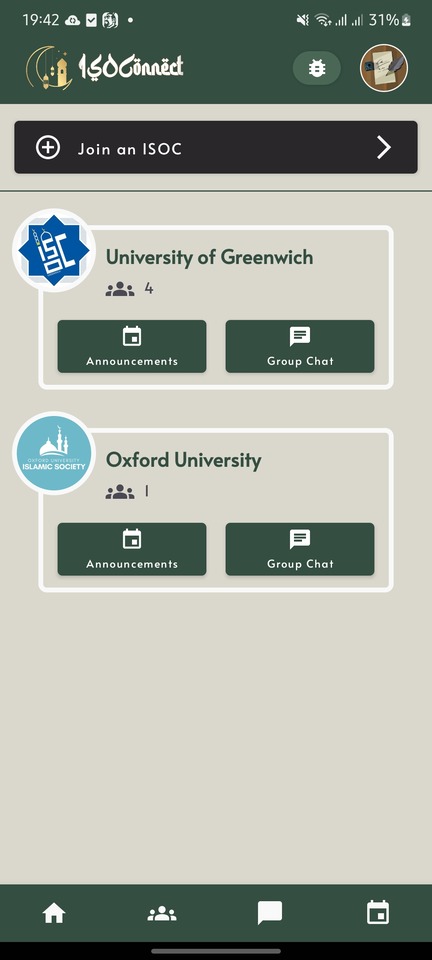 19:42
31%
ISOConnect
Join an ISOC
ISOC
University of Greenwich
4
Announcements
Group Chat
OXFORD UNIVERSITY
ISLAMIC SOCIETY
Oxford University
1
Announcements
Group Chat